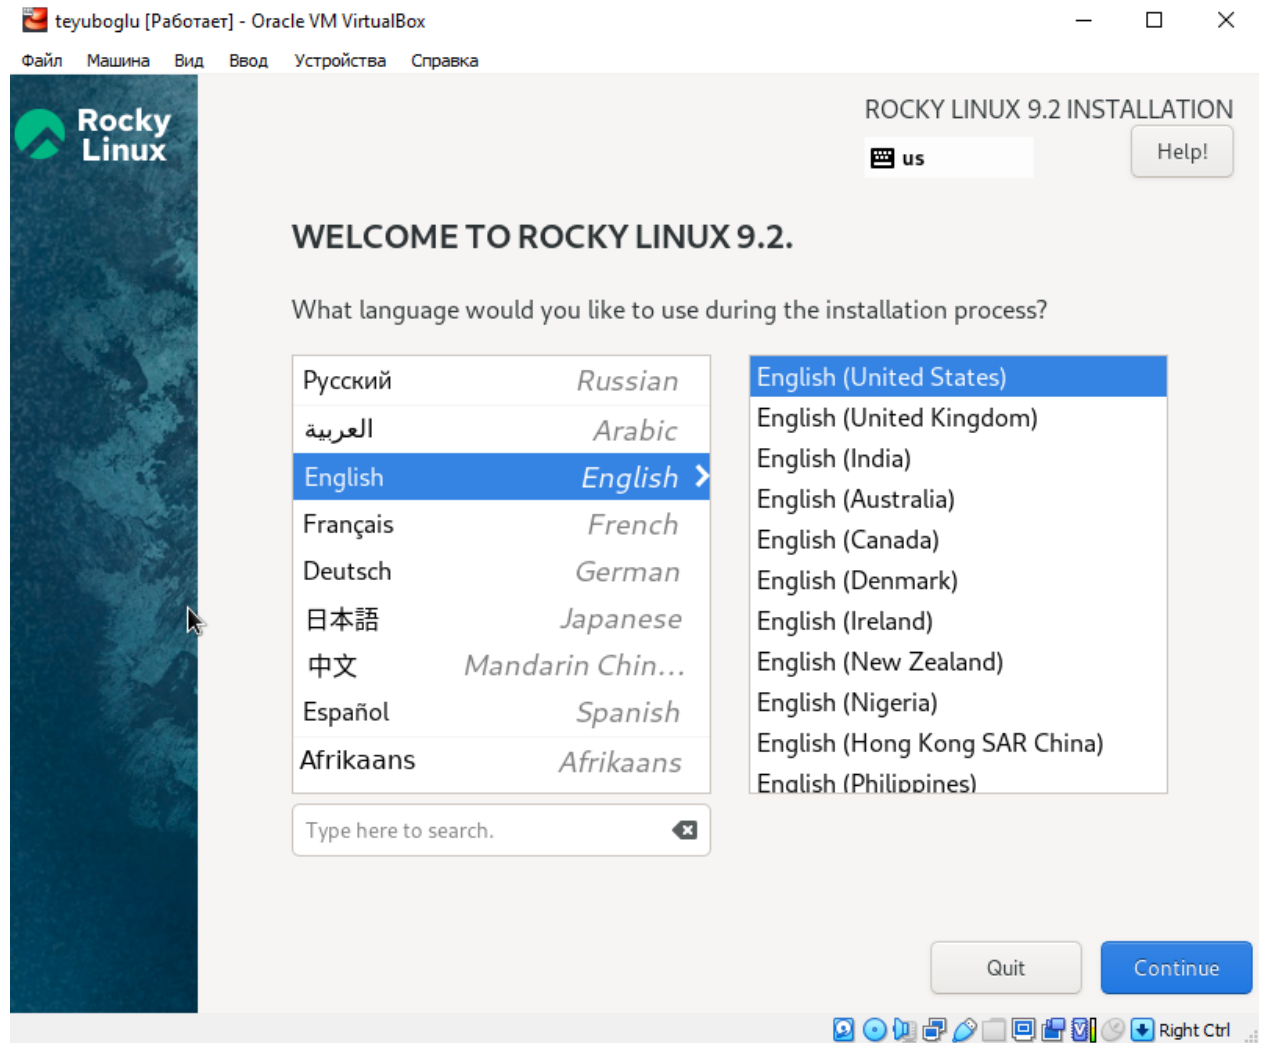 teyuboglu [Работает] - Oracle VM VirtualBox
Файл Машина Вид Ввод Устройства Справка
Rocky
Linux
ROCKY LINUX 9.2 INSTALLATION
us
Help!
WELCOME TO ROCKY LINUX 9.2.
What language would you like to use during the installation process?
Русский Russian
العربية Arabic
English English
Français French
Deutsch German
日本語 Japanese
中文 Mandarin Chin...
Español Spanish
Afrikaans Afrikaans
English (United States)
English (United Kingdom)
English (India)
English (Australia)
English (Canada)
English (Denmark)
English (Ireland)
English (New Zealand)
English (Nigeria)
English (Hong Kong SAR China)
English (Philippines)
Type here to search.
Quit
Continue
Right Ctrl